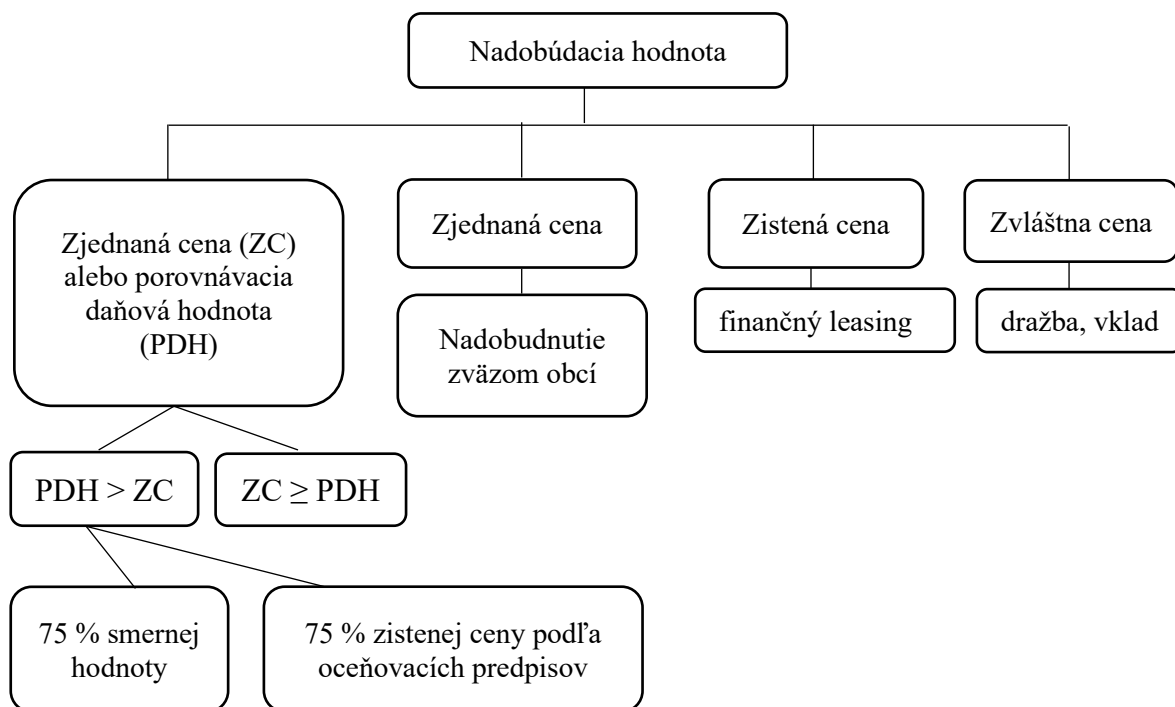 Nadobúdacia hodnota
Zjednaná cena (ZC)
alebo porovnávacia
daňová hodnota
(PDH)
Zjednaná cena
Zistená cena
Zvláštna cena
Nadobudnutie
zväzom obcí
finančný leasing
dražba, vklad
PDH > ZC
ZC ≥ PDH
75 % smernej
hodnoty
75 % zistenej ceny podľa
oceňovacích predpisov